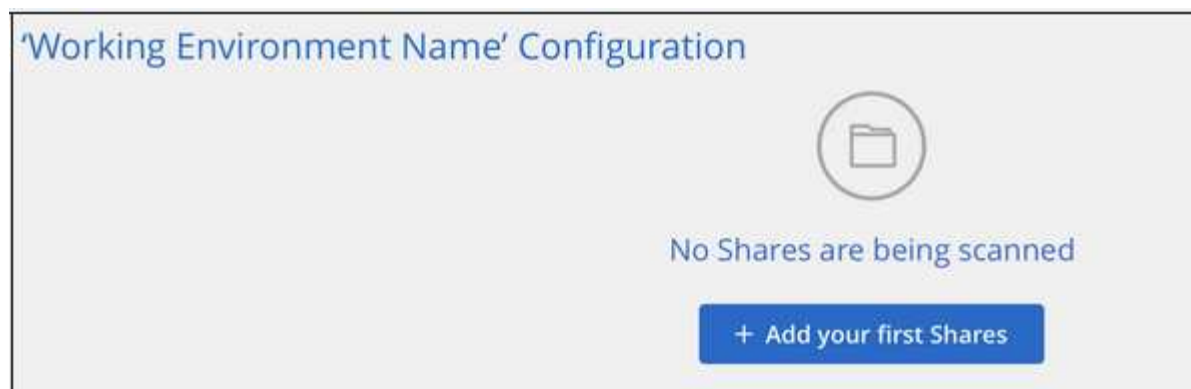 ‘Working Environment Name’ Configuration
No Shares are being scanned
+ Add your first Shares